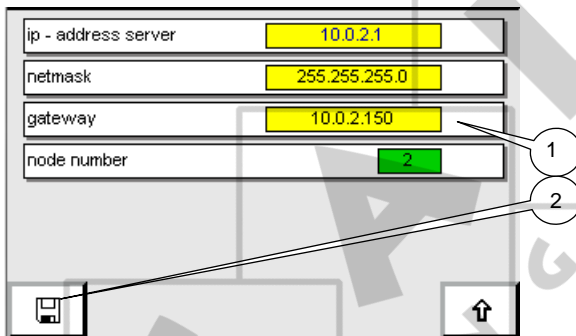 ip - address server 10.0.2.1
netmask 255.255.255.0
gateway 10.0.2.150
node number 2
1
2